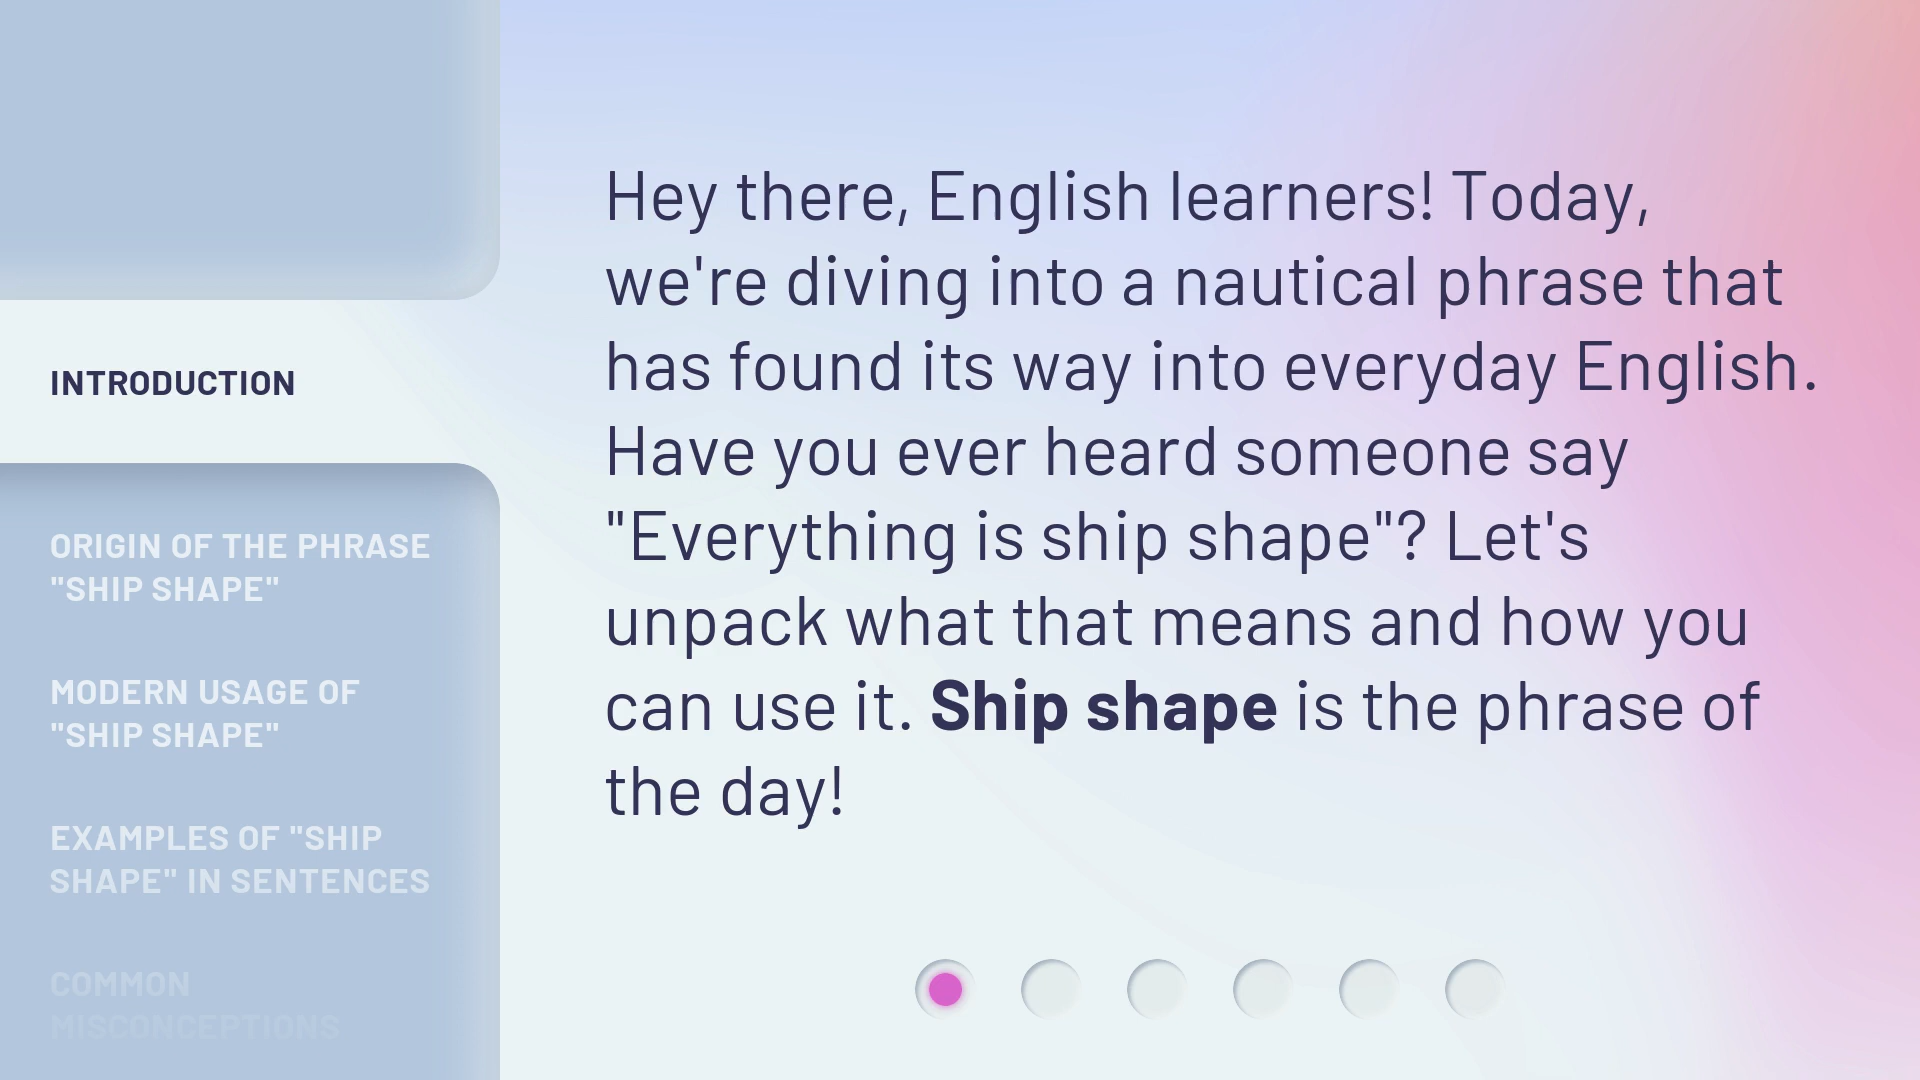 INTRODUCTION
ORIGIN OF THE PHRASE
"SHIP SHAPE"
MODERN USAGE OF
"SHIP SHAPE"
EXAMPLES OF "SHIP
SHAPE" IN SENTENCES
COMMON
MISCONCEPTIONS
Hey there, English learners! Today,
we're diving into a nautical phrase that
has found its way into everyday English.
Have you ever heard someone say
"Everything is ship shape"? Let's
unpack what that means and how you
can use it. Ship shape is the phrase of
the day!